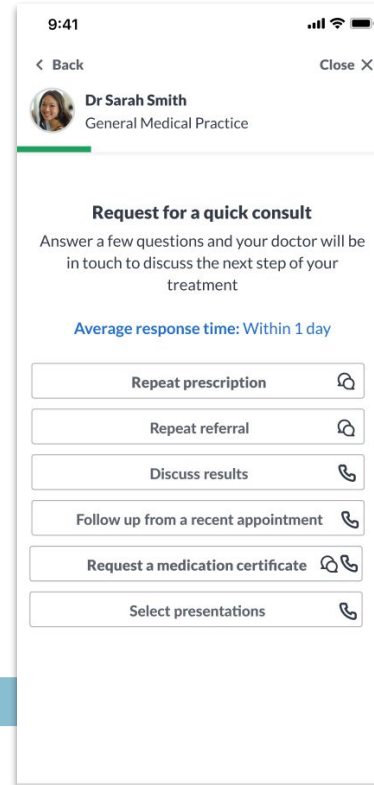 9:41
< Back Close ×
Dr Sarah Smith
General Medical Practice
Request for a quick consult
Answer a few questions and your doctor will be
in touch to discuss the next step of your
treatment
Average response time: Within 1 day
Repeat prescription
Repeat referral
Discuss results
Follow up from a recent appointment
Request a medication certificate
Select presentations